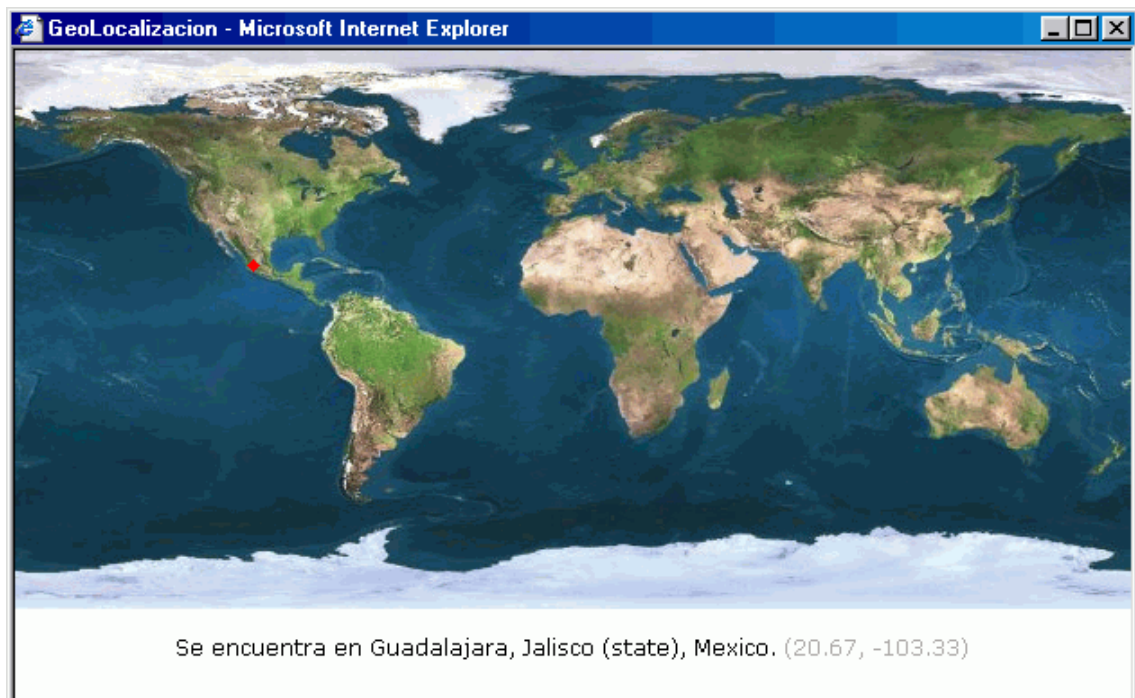 GeoLocalizacion - Microsoft Internet Explorer
Se encuentra en Guadalajara, Jalisco (state), Mexico. (20.67, -103.33)